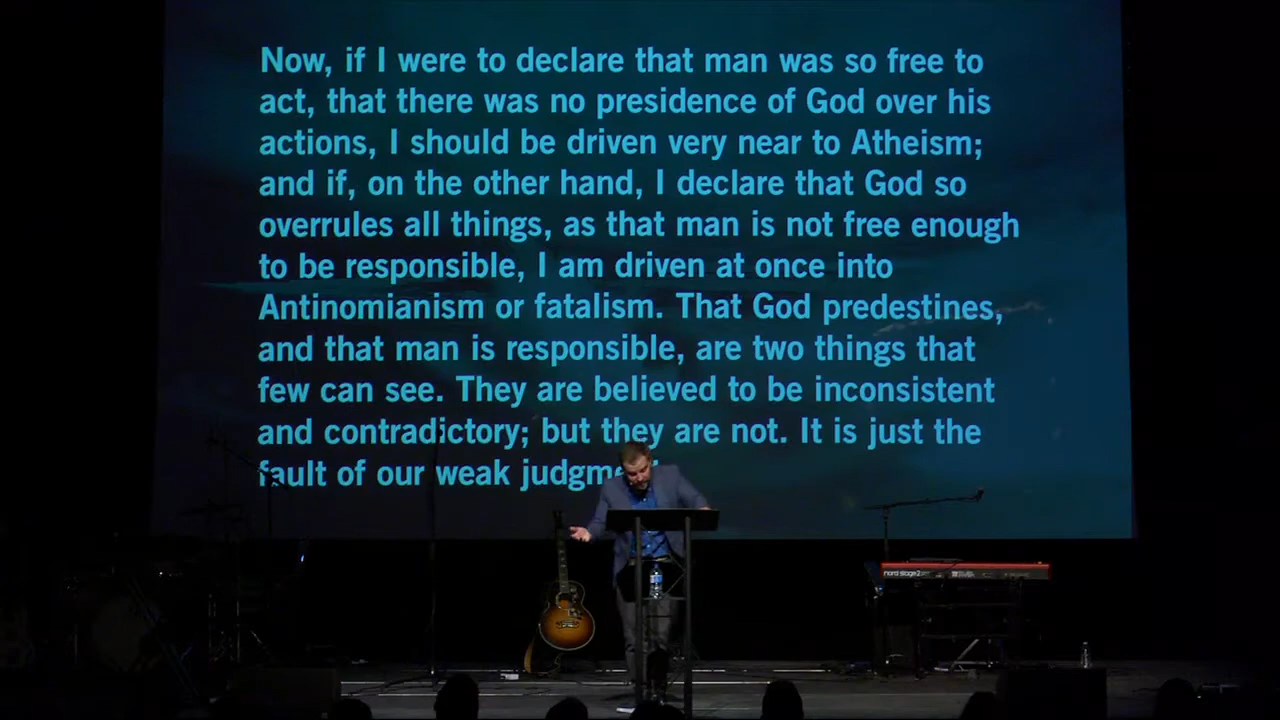 Now, if I were to declare that man was so free to
act, that there was no presidence of God over his
actions, I should be driven very near to Atheism;
and if, on the other hand, I declare that God so
overrules all things, as that man is not free enough
to be responsible, I am driven at once into
Antinomianism or fatalism. That God predestines,
and that man is responsible, are two things that
few can see. They are believed to be inconsistent
and contradictory; but they are not. It is just the
fault of our weak
nord stage 2